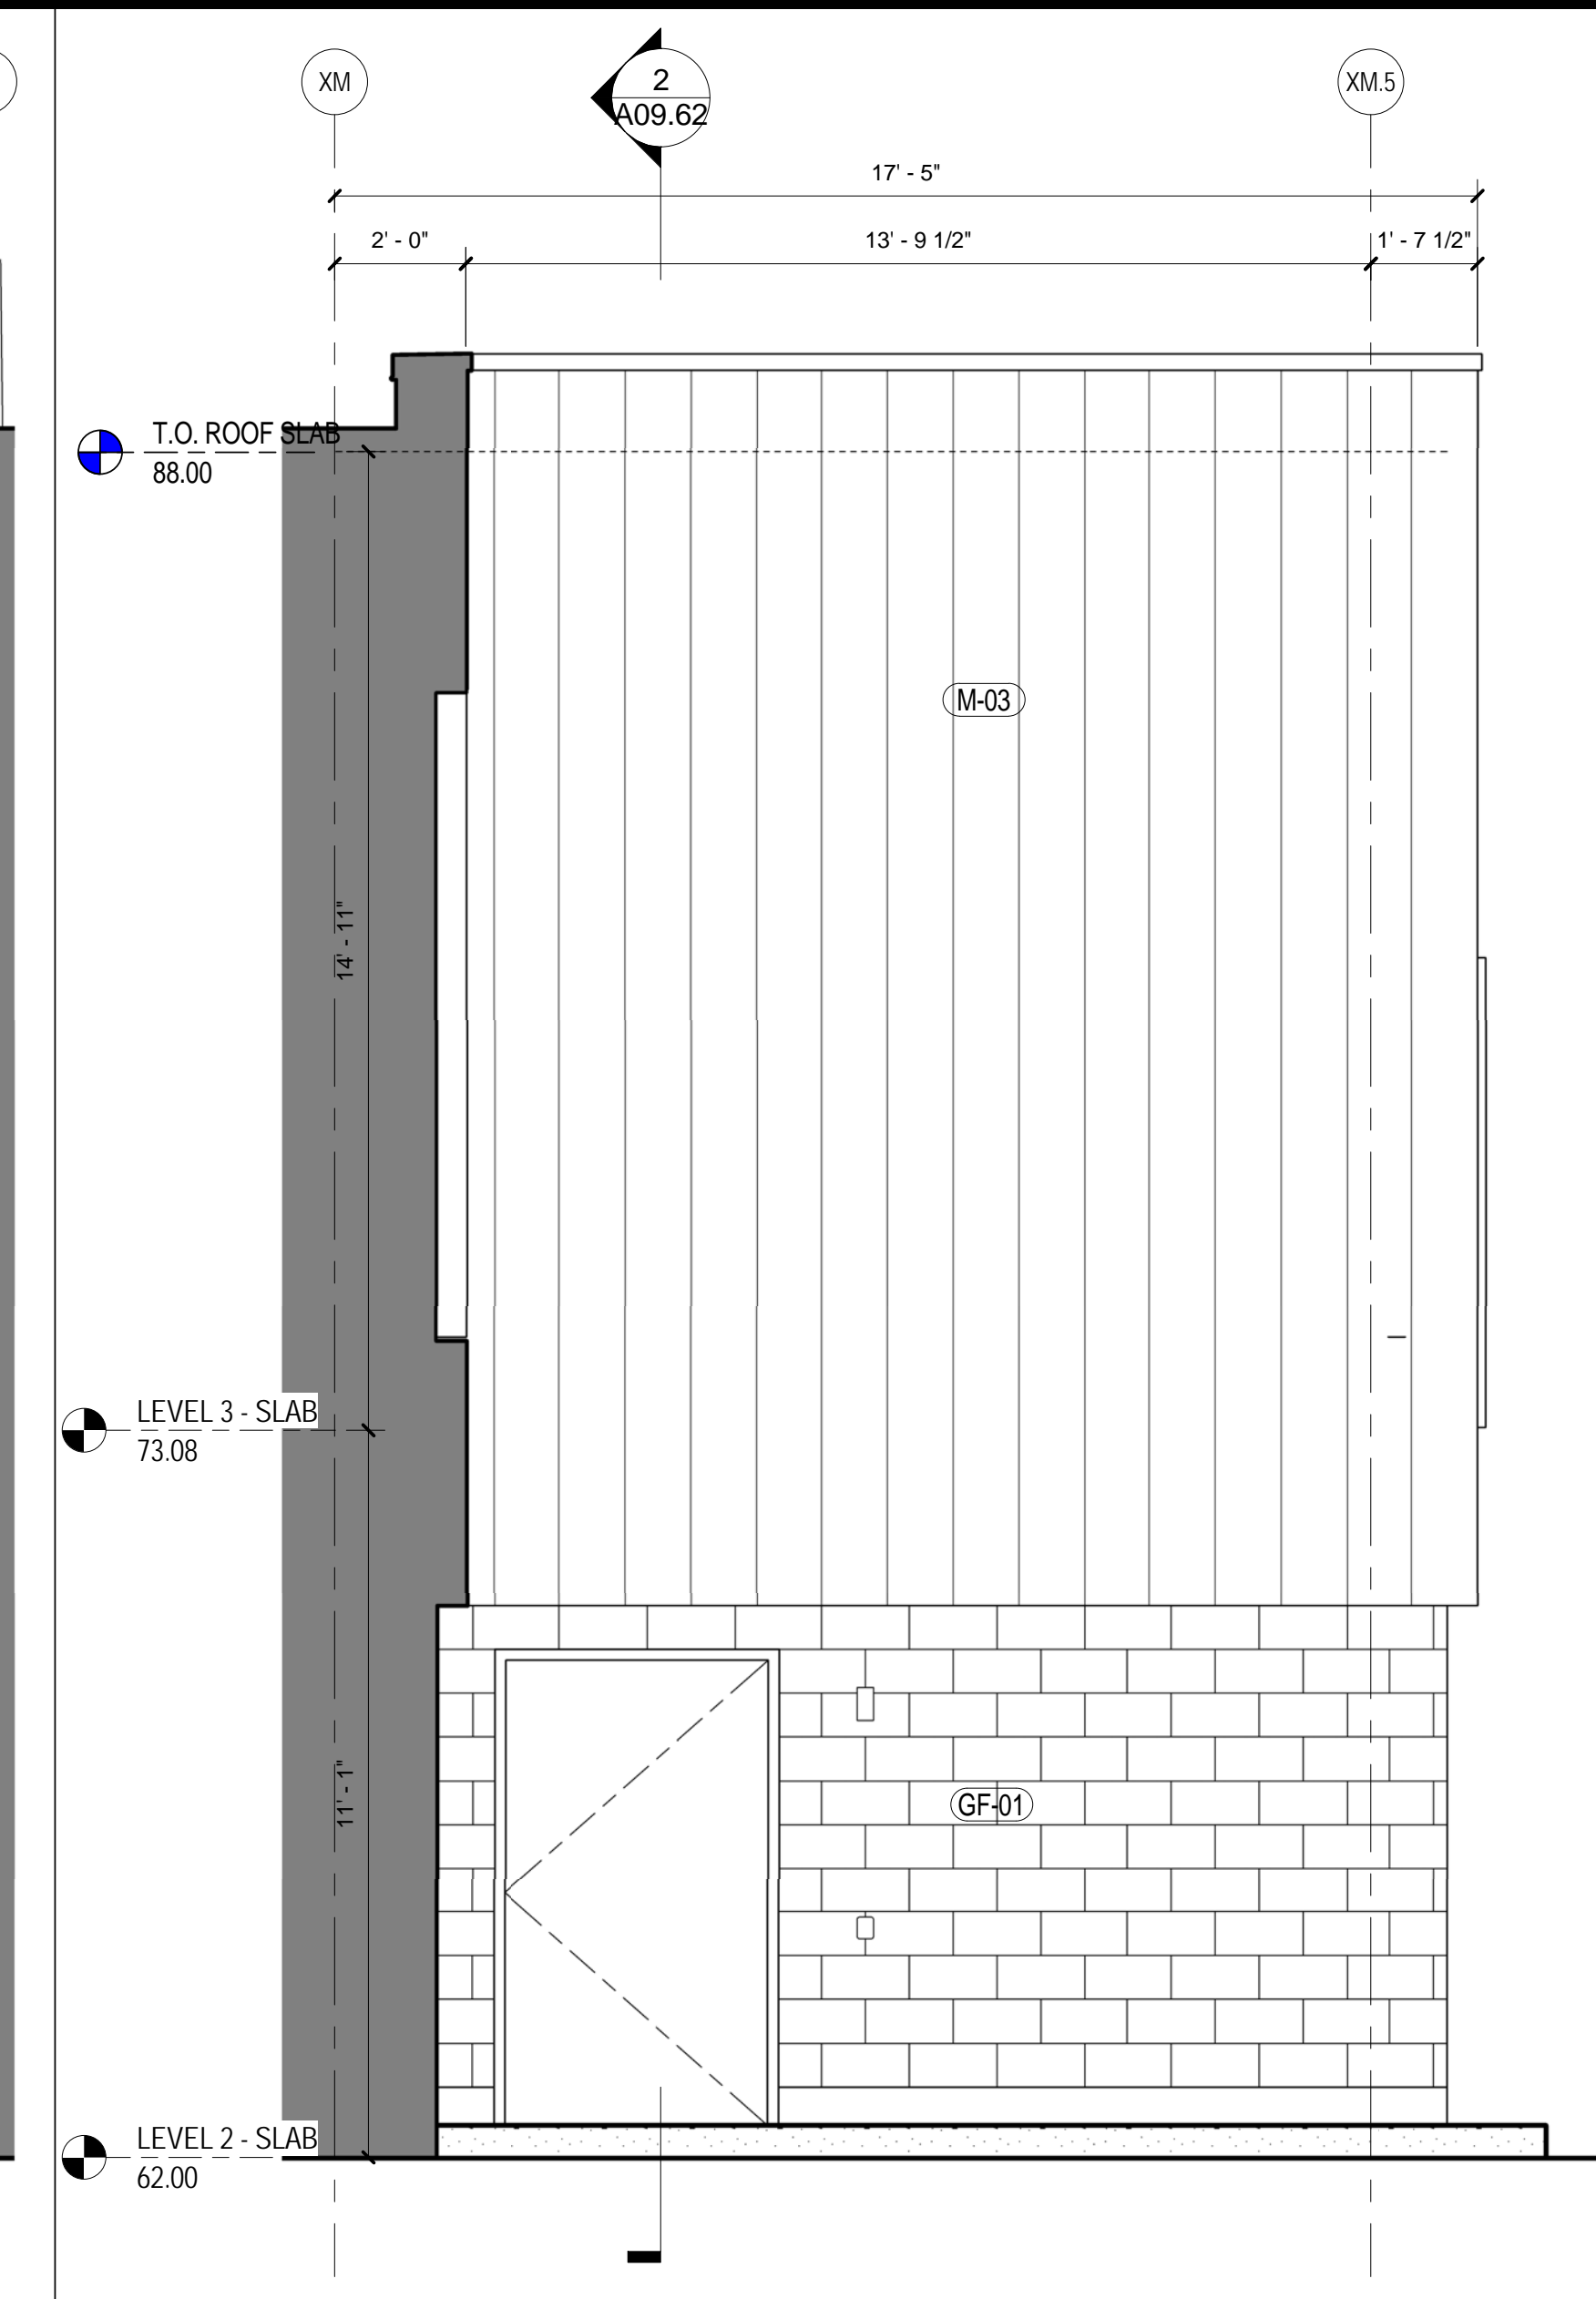 XM
2
A09.62
XM.5
17' - 5"
2' - 0"
13' - 9 1/2"
1' - 7 1/2"
T.O. ROOF SLAB
88.00
M-03
14' - 11"
LEVEL 3 - SLAB
73.08
11' - 1"
GF-01
LEVEL 2 - SLAB
62.00